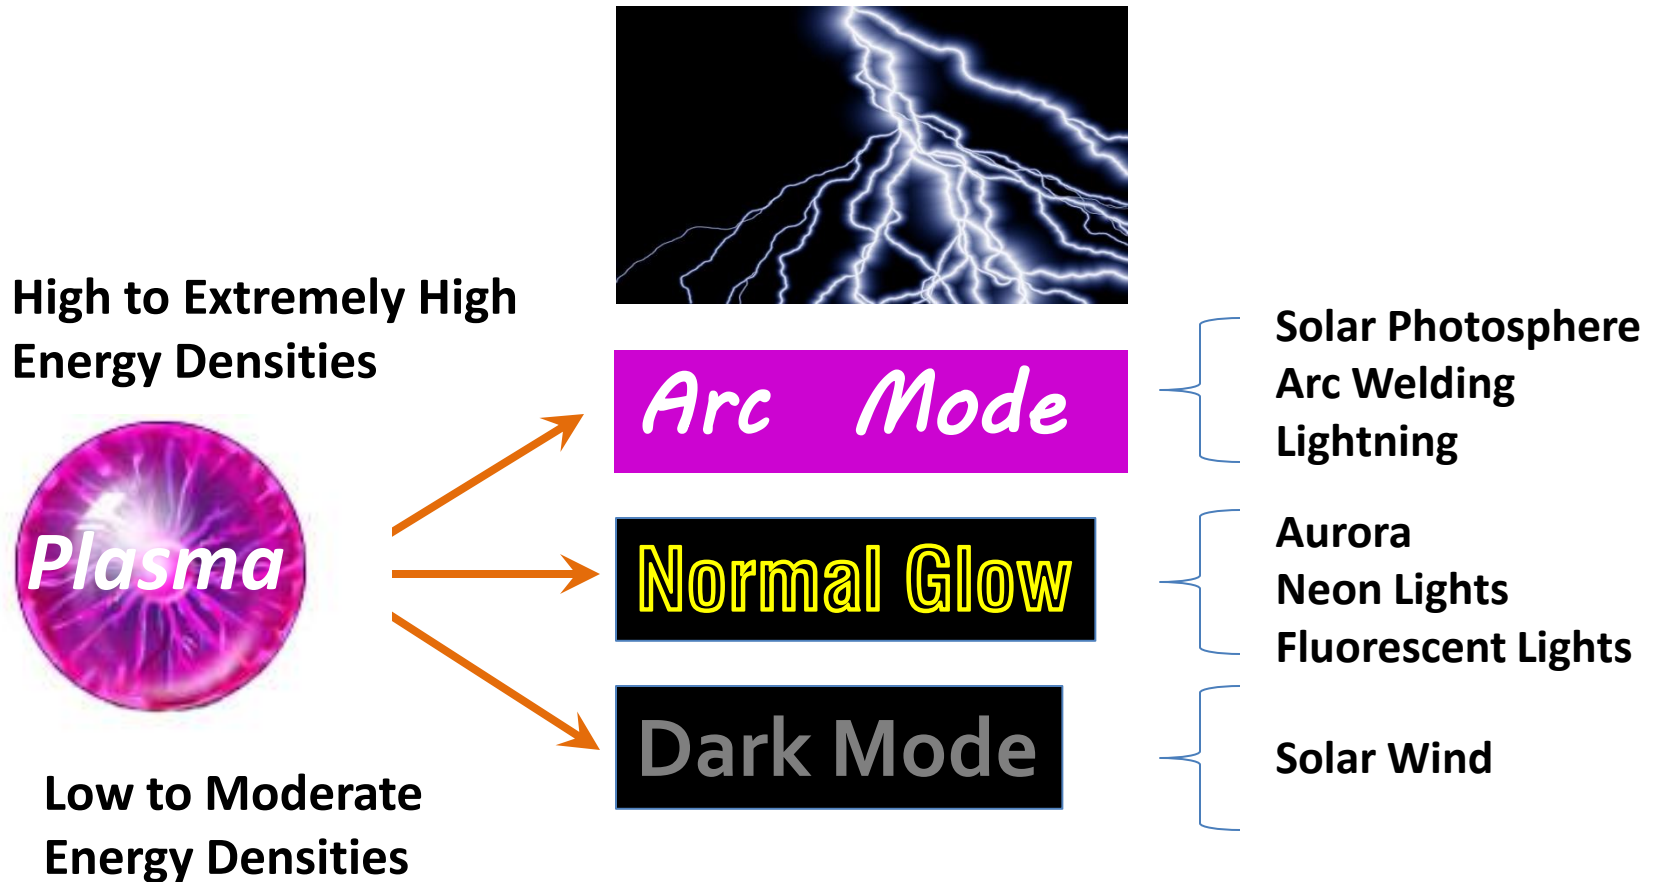 High to Extremely High
Energy Densities
Plasma
Low to Moderate
Energy Densities
Arc Mode
Normal Glow
Dark Mode
Solar Photosphere
Arc Welding
Lightning
Aurora
Neon Lights
Fluorescent Lights
Solar Wind